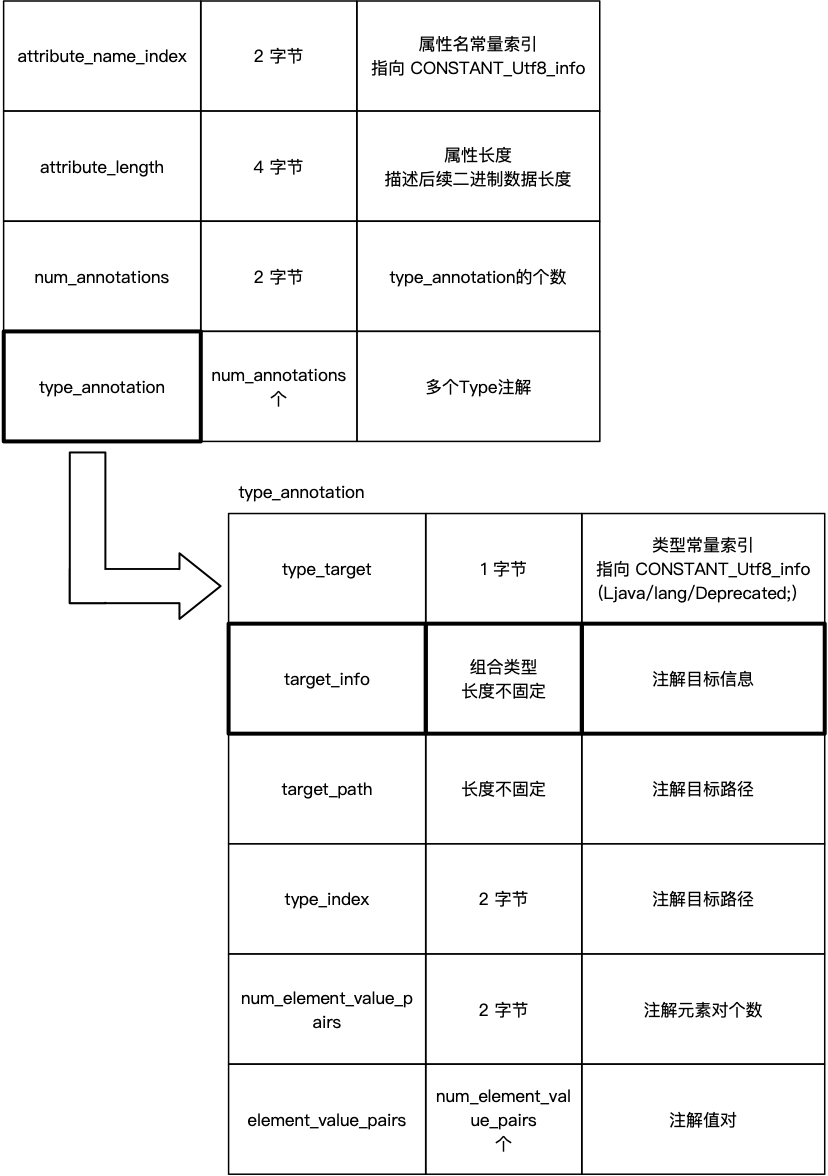 attribute_name_index
2 字节
属性名常量索引
指向 CONSTANT_Utf8_info
attribute_length
4 字节
属性长度
描述后续二进制数据长度
num_annotations
2 字节
type_annotation的个数
type_annotation
num_annotations
个
多个Type注解
type_annotation
type_target
1 字节
类型常量索引
指向 CONSTANT_Utf8_info
(Ljava/lang/Deprecated;)
target_info
组合类型
长度不固定
注解目标信息
target_path
长度不固定
注解目标路径
type_index
2 字节
注解目标路径
num_element_value_p
airs
2 字节
注解元素对个数
element_value_pairs
num_element_val
ue_pairs
个
注解值对